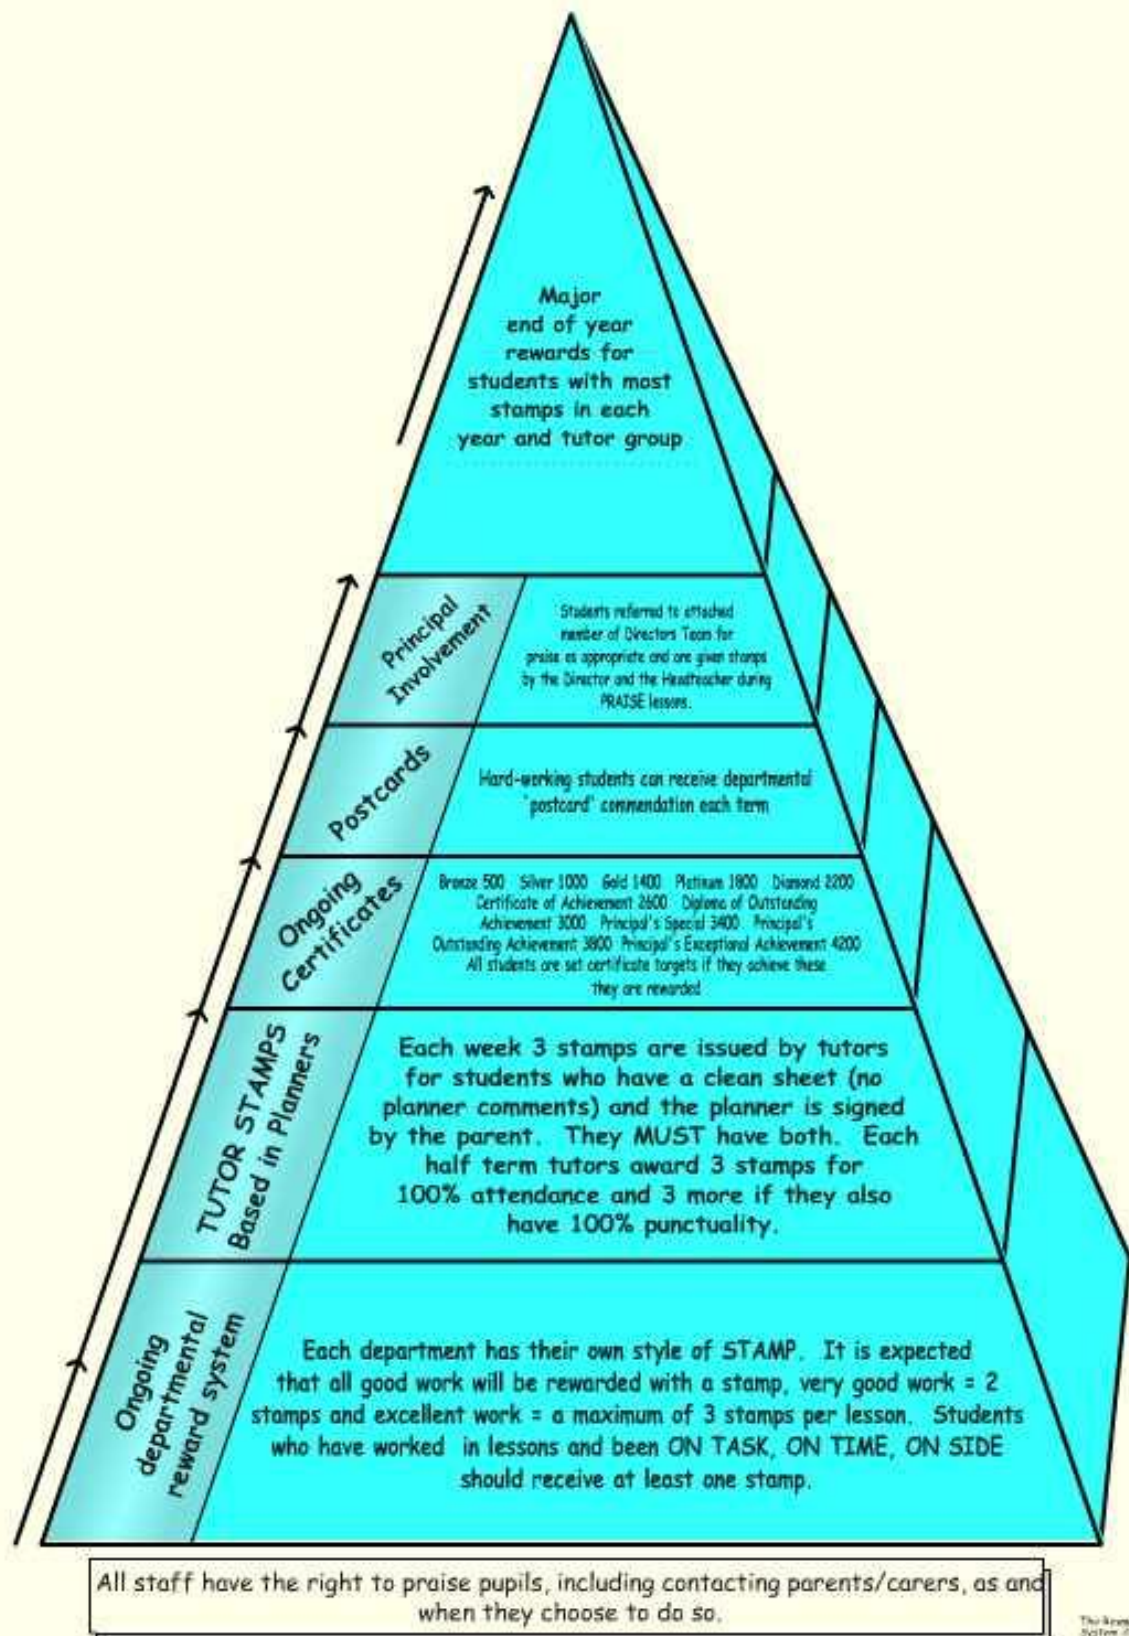 Major
end of year
rewards for
students with most
stamps in each
year and tutor group
Principal
Involvement
Students referred to attached
member of Directors Team for
praise as appropriate and are given stamps
by the Director and the Headteacher during
PRAISE lessons.
Postcards
Hard-working students can receive departmental
'postcard' commendation each term
Ongoing
Certificates
Bronze 500 Silver 1000 Gold 1400 Platinum 1800 Diamond 2200
Certificate of Achievement 2600 Diploma of Outstanding
Achievement 3000 Principal's Special 3400 Principal's
Outstanding Achievement 3800 Principal's Exceptional Achievement 4200
All students are set certificate targets if they achieve these
they are rewarded
TUTOR STAMPS
Based in Planners
Each week 3 stamps are issued by tutors
for students who have a clean sheet (no
planner comments) and the planner is signed
by the parent. They MUST have both. Each
half term tutors award 3 stamps for
100% attendance and 3 more if they also
have 100% punctuality.
Ongoing
departmental
reward system
Each department has their own style of STAMP. It is expected
that all good work will be rewarded with a stamp, very good work = 2
stamps and excellent work = a maximum of 3 stamps per lesson. Students
who have worked in lessons and been ON TASK, ON TIME, ON SIDE
should receive at least one stamp.
All staff have the right to praise pupils, including contacting parents/carers, as and
when they choose to do so.
The
System